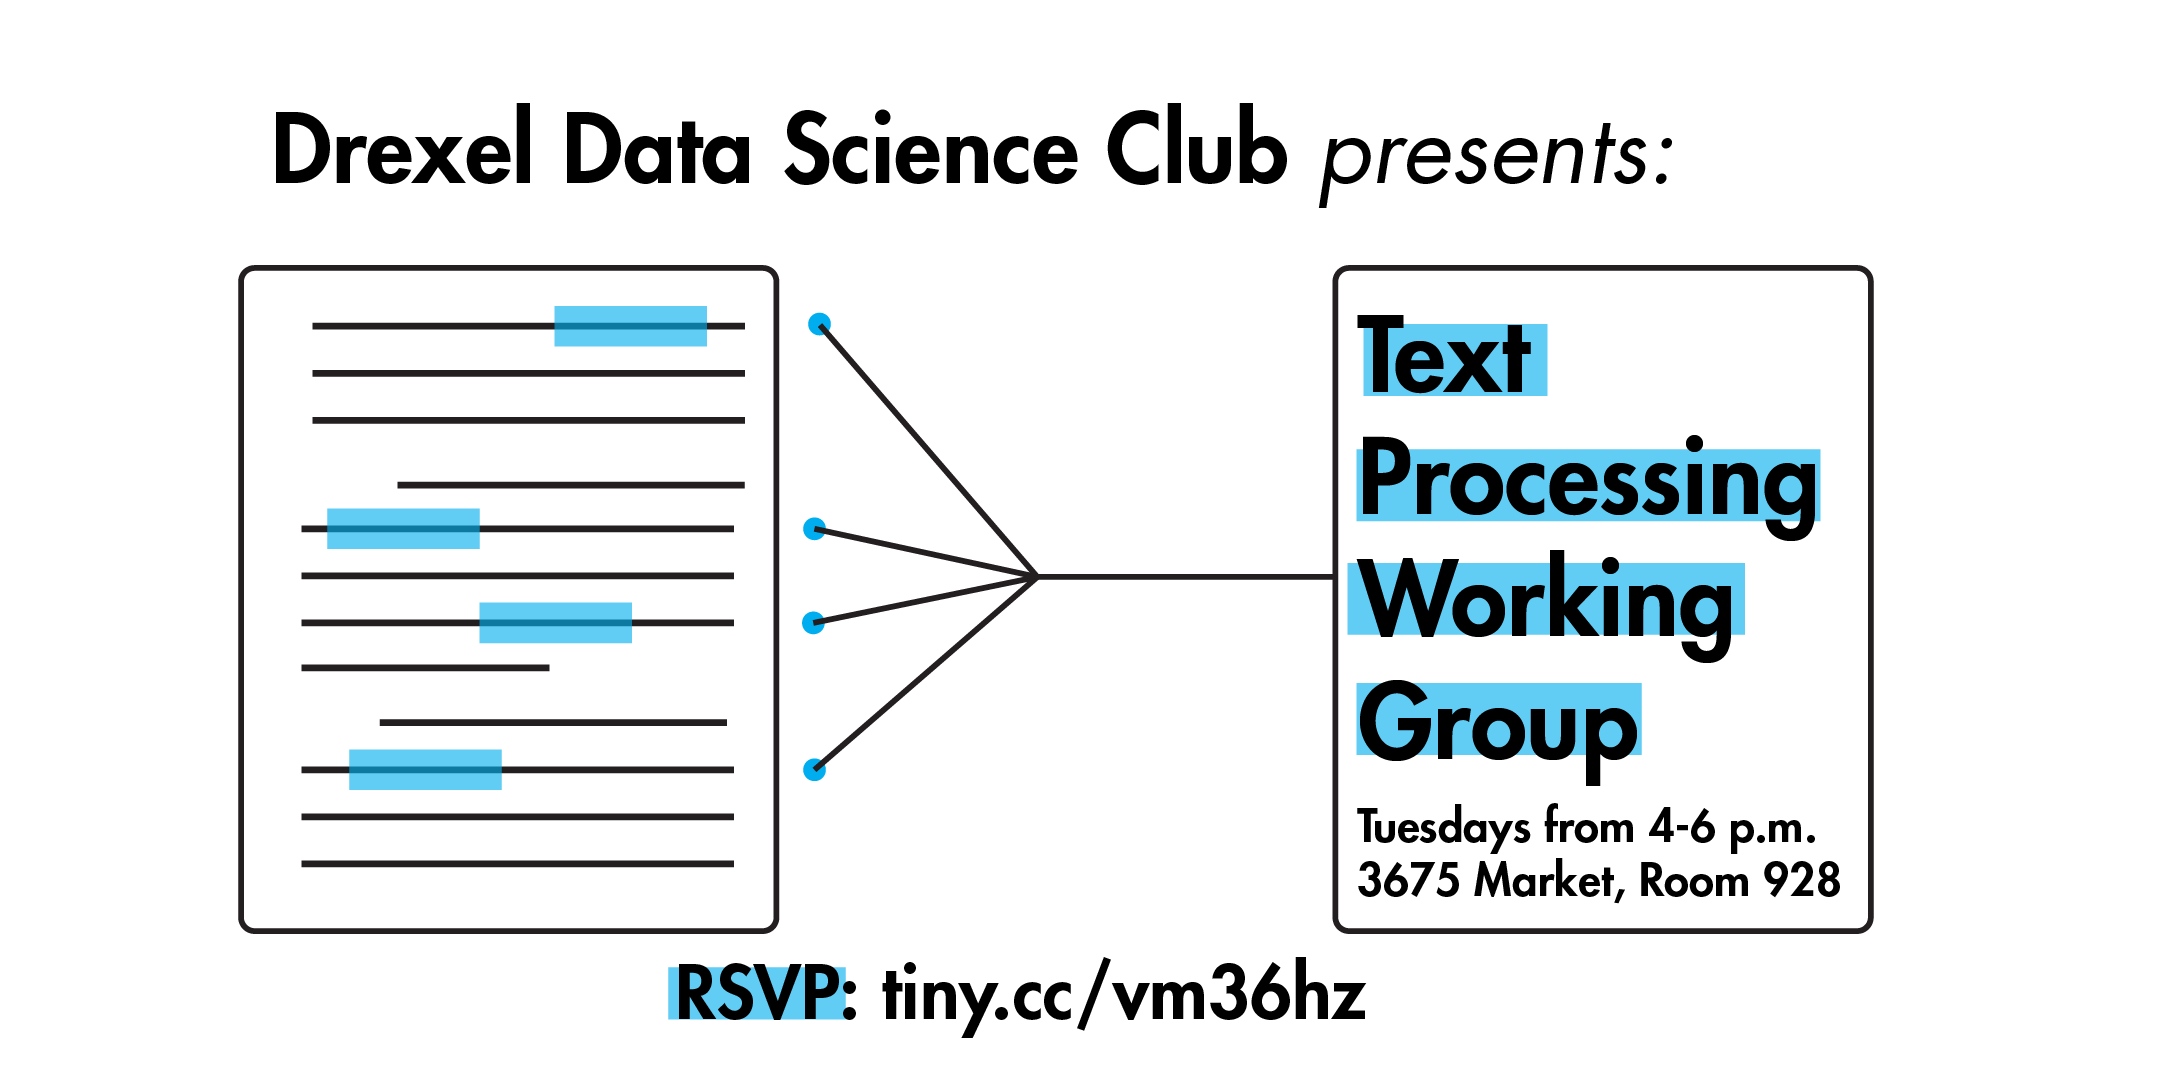 Drexel Data Science Club presents:
Text
Processing
Working
Group
Tuesdays from 4-6 p.m.
3675 Market, Room 928
RSVP: tiny.cc/vm36hz